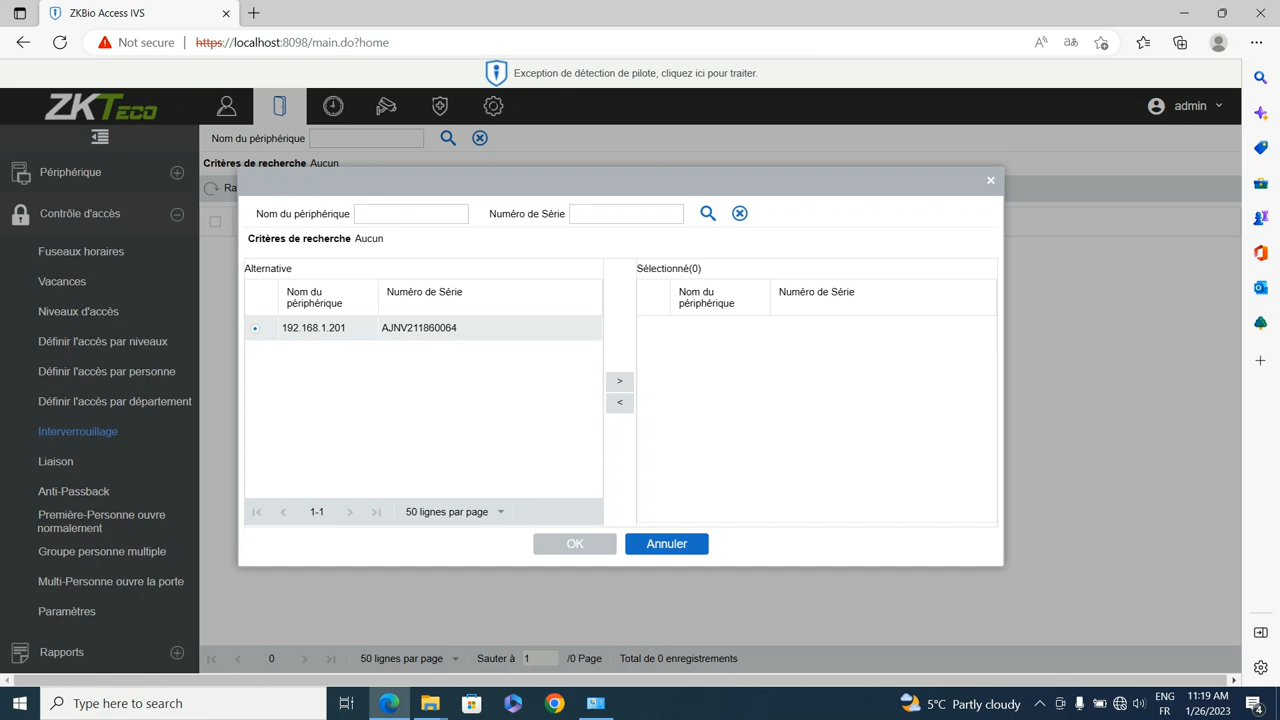 ZKBio Access IVS
Not secure
https://localhost:8098/main.do?home
Exception de détection de pilote, cliquez ici pour traiter.
ZKTeco
admin
Nom du périphérique
Critères de recherche Aucun
Ra
Périphérique
Contrôle d'accès
Fuseaux horaires
Vacances
Niveaux d'accès
Définir l'accès par niveaux
Définir l'accès par personne
Définir l'accès par département
Interverrouillage
Liaison
Anti-Passback
Première-Personne ouvre
normalement
Groupe personne multiple
Multi-Personne ouvre la porte
Paramètres
Rapports
Nom du périphérique
Numéro de Série
Critères de recherche Aucun
Alternative
Nom du
périphérique
Numéro de Série
192.168.1.201
AJNV211860064
>
<
Sélectionné(0)
Nom du
périphérique
Numéro de Série
1-1
50 lignes par page
OK
Annuler
0
50 lignes par page
Sauter à
1
/0 Page
Total de 0 enregistrements
Type here to search
5°C Partly cloudy
ENG
FR
11:19 AM
1/26/2023
4